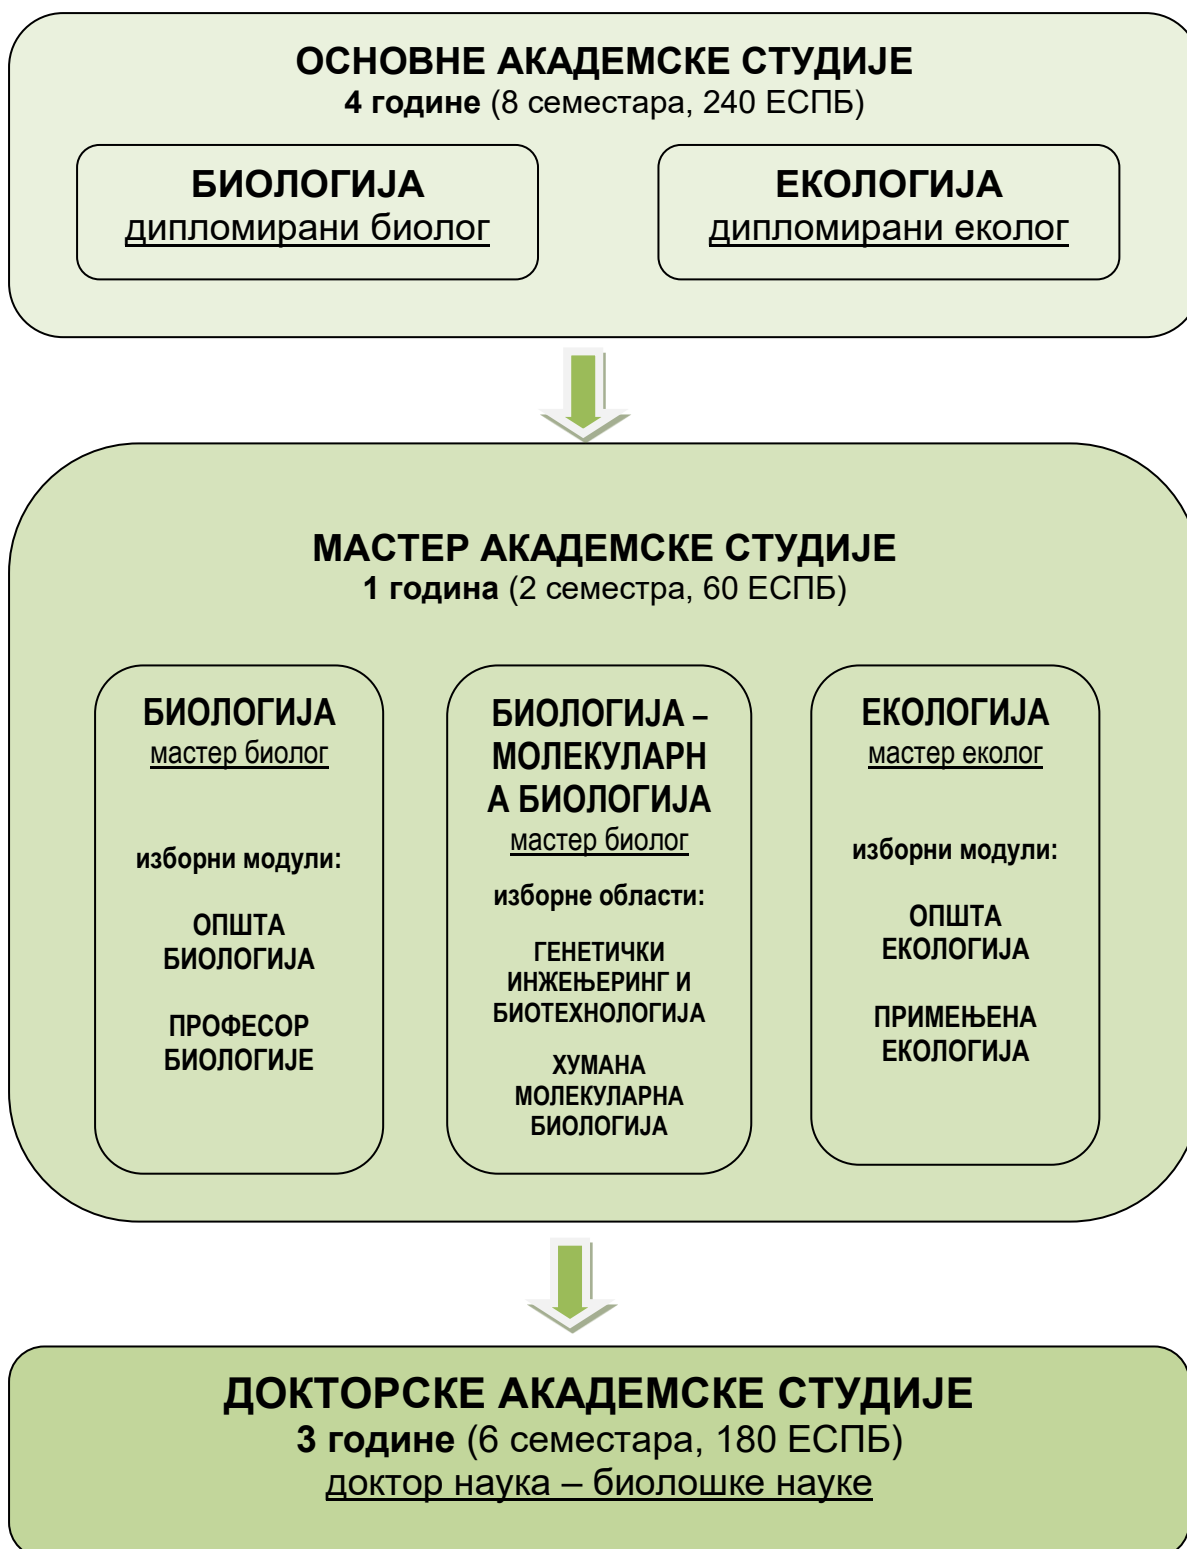 ОСНОВНЕ АКАДЕМСКЕ СТУДИЈЕ
4 године (8 семестара, 240 ЕСПБ)
БИОЛОГИЈА
дипломирани биолог
ЕКОЛОГИЈА
дипломирани еколог
МАСТЕР АКАДЕМСКЕ СТУДИЈЕ
1 година (2 семестра, 60 ЕСПБ)
БИОЛОГИЈА
мастер биолог
изборни модули:
ОПШТА
БИОЛОГИЈА
ПРОФЕСОР
БИОЛОГИЈЕ
БИОЛОГИЈА –
МОЛЕКУЛАРН
А БИОЛОГИЈА
мастер биолог
изборне области:
ГЕНЕТИЧКИ
ИНЖЕЊЕРИНГ И
БИОТЕХНОЛОГИЈА
ХУМАНА
МОЛЕКУЛАРНА
БИОЛОГИЈА
ЕКОЛОГИЈА
мастер еколог
изборни модули:
ОПШТА
ЕКОЛОГИЈА
ПРИМЕЊЕНА
ЕКОЛОГИЈА
ДОКТОРСКЕ АКАДЕМСКЕ СТУДИЈЕ
3 године (6 семестара, 180 ЕСПБ)
доктор наука – биолошке науке